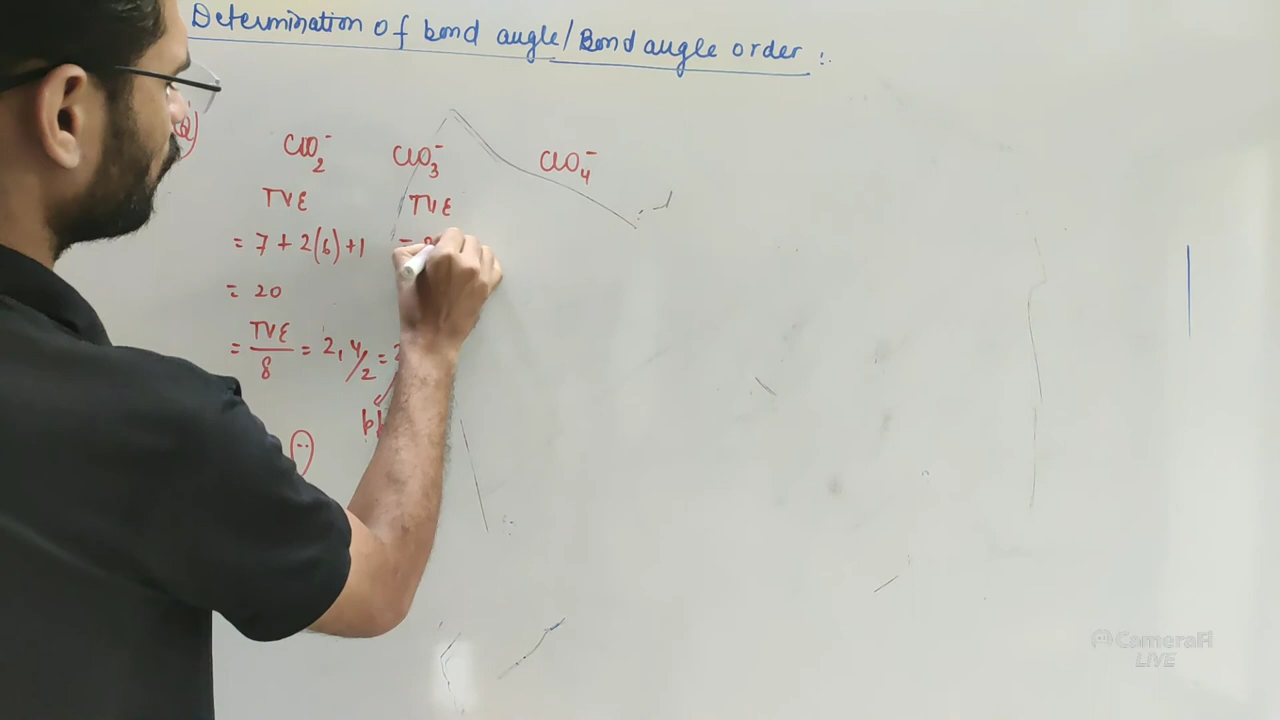 Determination of bond angle/Bond angle order :.
(Q)
ClO2- ClO3- ClO4-
TVE TVE
= 7 + 2(6) + 1 =
= 20
= TVE/8 = 2, 4/2 = 2
CameraFi
LIVE